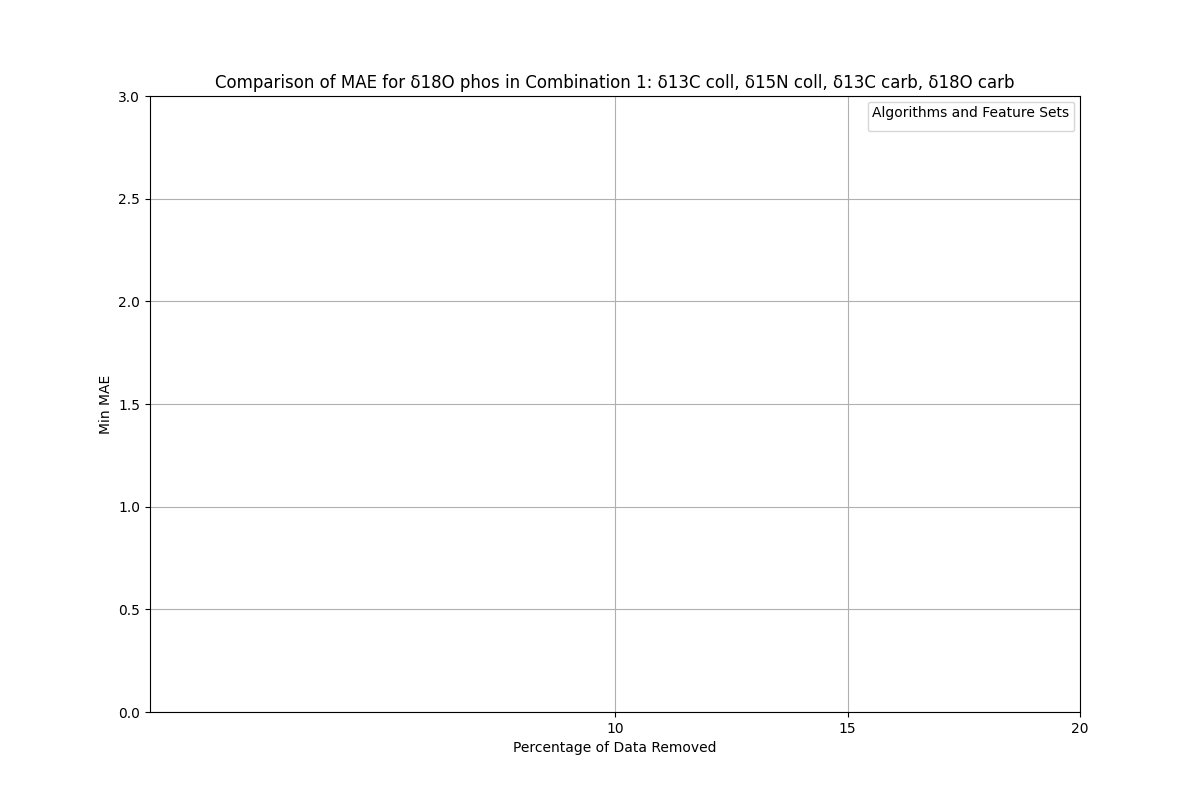 Comparison of MAE for δ18O phos in Combination 1: δ13C coll, δ15N coll, δ13C carb, δ18O carb
Algorithms and Feature Sets
3.0
2.5
2.0
1.5
1.0
0.5
0.0
Min MAE
10 15 20
Percentage of Data Removed